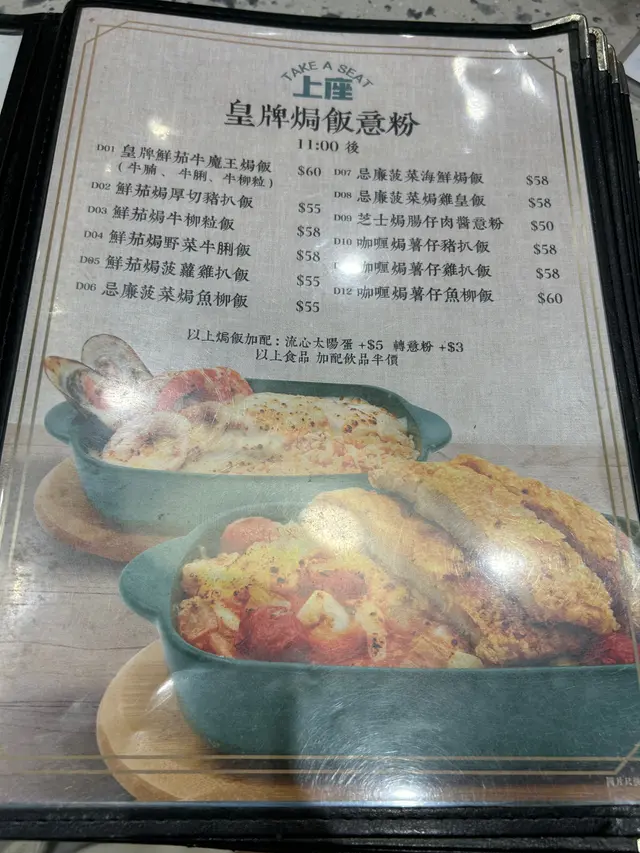 TAKE A SEAT
上座
皇牌焗飯意粉
11:00 後
D01 皇牌鮮茄牛魔王焗飯 $60
(牛腩、牛脷、牛柳粒)
D02 鮮茄焗厚切豬扒飯 $55
D03 鮮茄焗牛柳粒飯 $58
D04 鮮茄焗野菜牛脷飯 $58
D05 鮮茄焗菠蘿雞扒飯 $55
D06 忌廉菠菜焗魚柳飯 $55
D07 忌廉菠菜海鮮焗飯 $58
D08 忌廉菠菜焗雞皇飯 $58
D09 芝士焗腸仔肉醬意粉 $50
D10 咖喱焗薯仔豬扒飯 $58
咖喱焗薯仔雞扒飯 $58
D12 咖喱焗薯仔魚柳飯 $60
以上焗飯加配：流心太陽蛋 +$5 轉意粉 +$3
以上食品 加配飲品半價